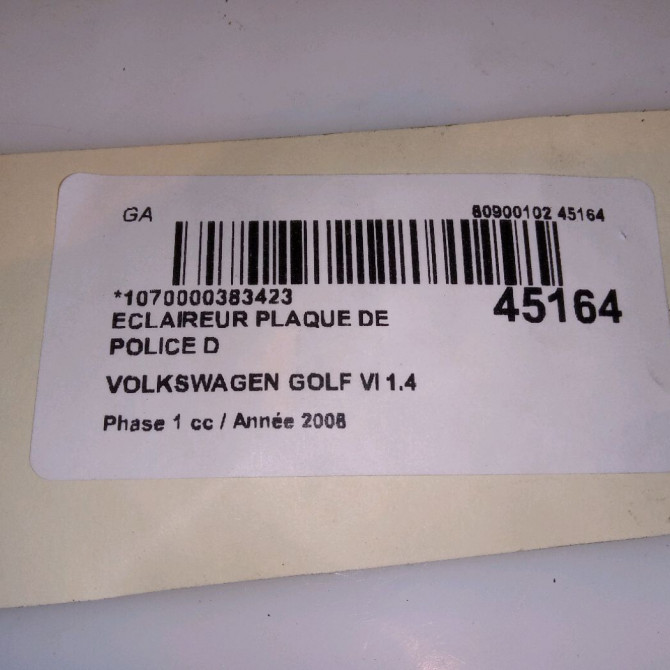 GA
80900102 45164
*1070000383423
45164
ECLAIREUR PLAQUE DE
POLICE D
VOLKSWAGEN GOLF VI 1.4
Phase 1 cc / Année 2008